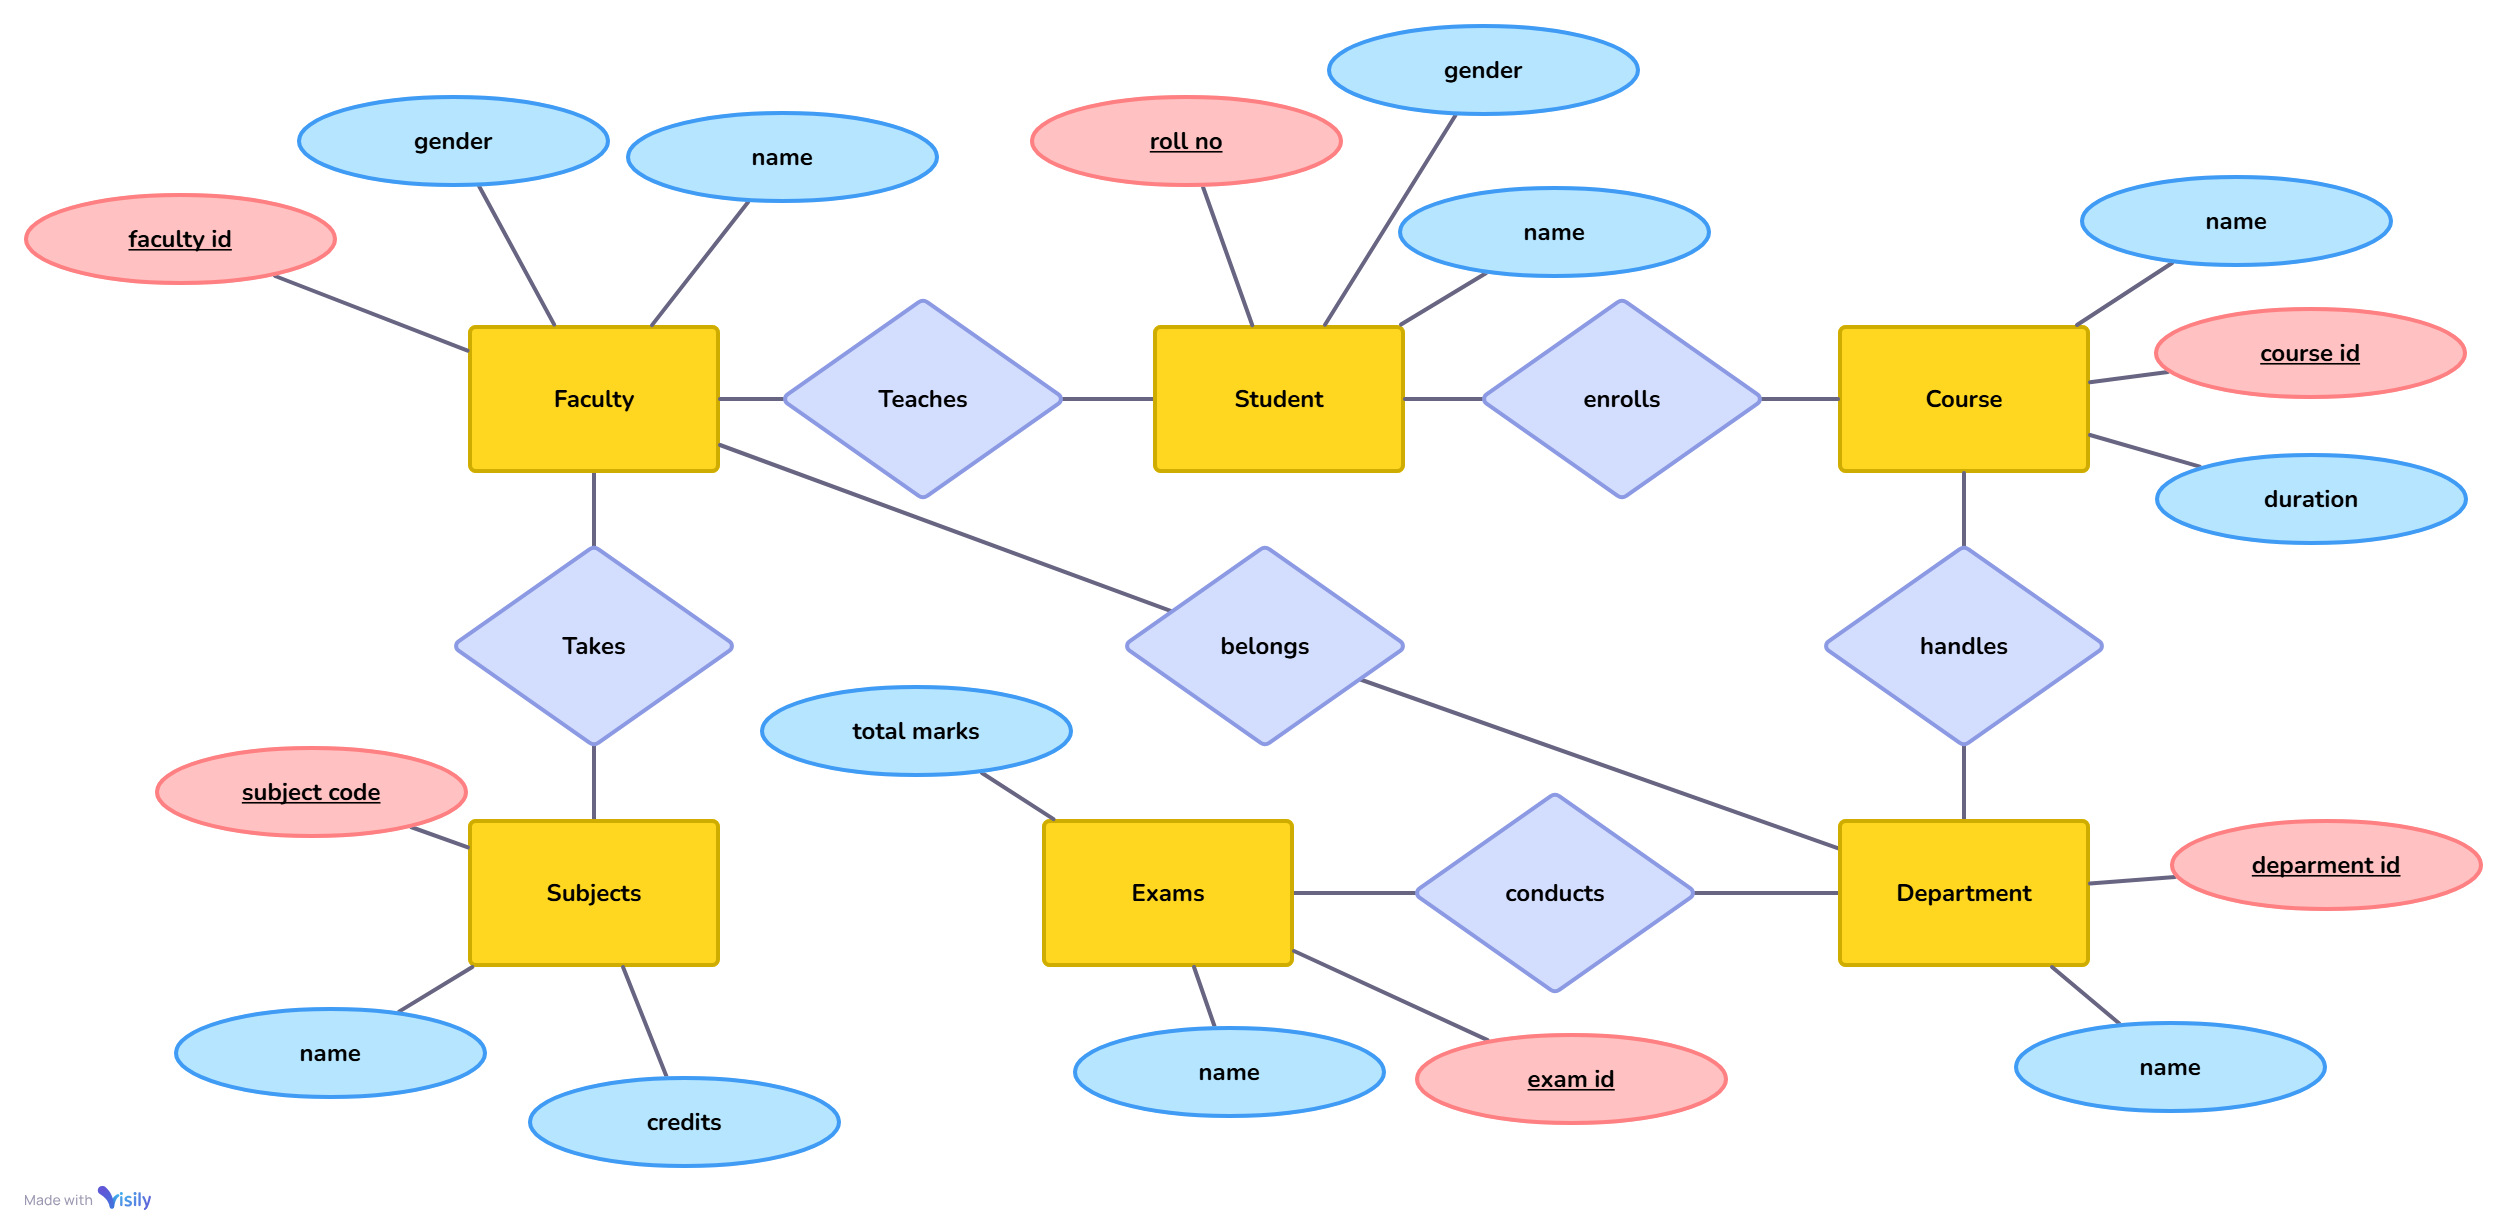 gender
roll no
gender
name
name
name
faculty id
name
course id
Faculty
Teaches
Student
enrolls
Course
duration
Takes
belongs
handles
total marks
subject code
Subjects
Exams
conducts
Department
deparment id
name
name
exam id
name
credits
Made with Visily